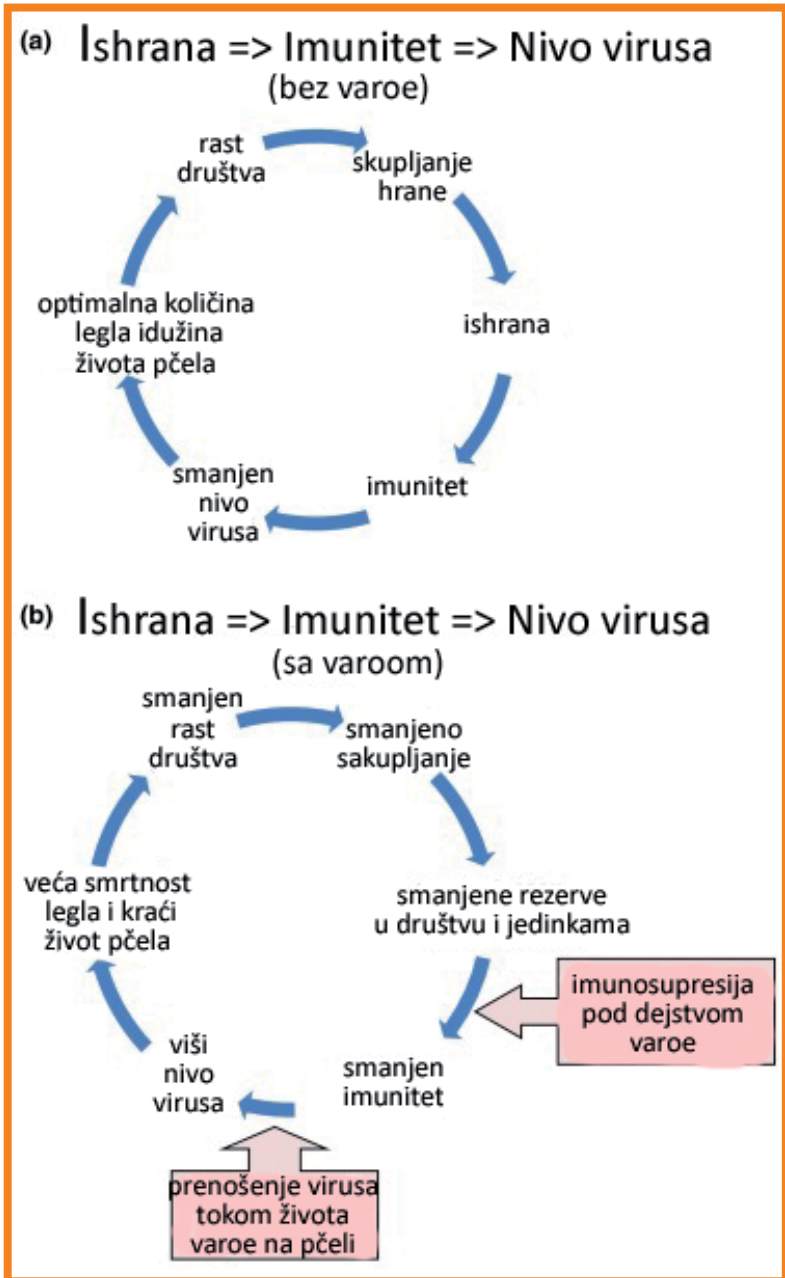 (a) Ishrana => Imunitet => Nivo virusa
(bez varoe)
rast
društva
skupljanje
hrane
ishrana
imunitet
smanjen
nivo
virusa
optimalna količina
legla idužina
života pčela
(b) Ishrana => Imunitet => Nivo virusa
(sa varoom)
smanjen
rast
društva
smanjeno
sakupljanje
smanjene rezerve
u društvu i jedinkama
imunosupresija
pod dejstvom
varoe
smanjen
imunitet
prenošenje virusa
tokom života
varoe na pčeli
viši
nivo
virusa
veća smrtnost
legla i kraći
život pčela